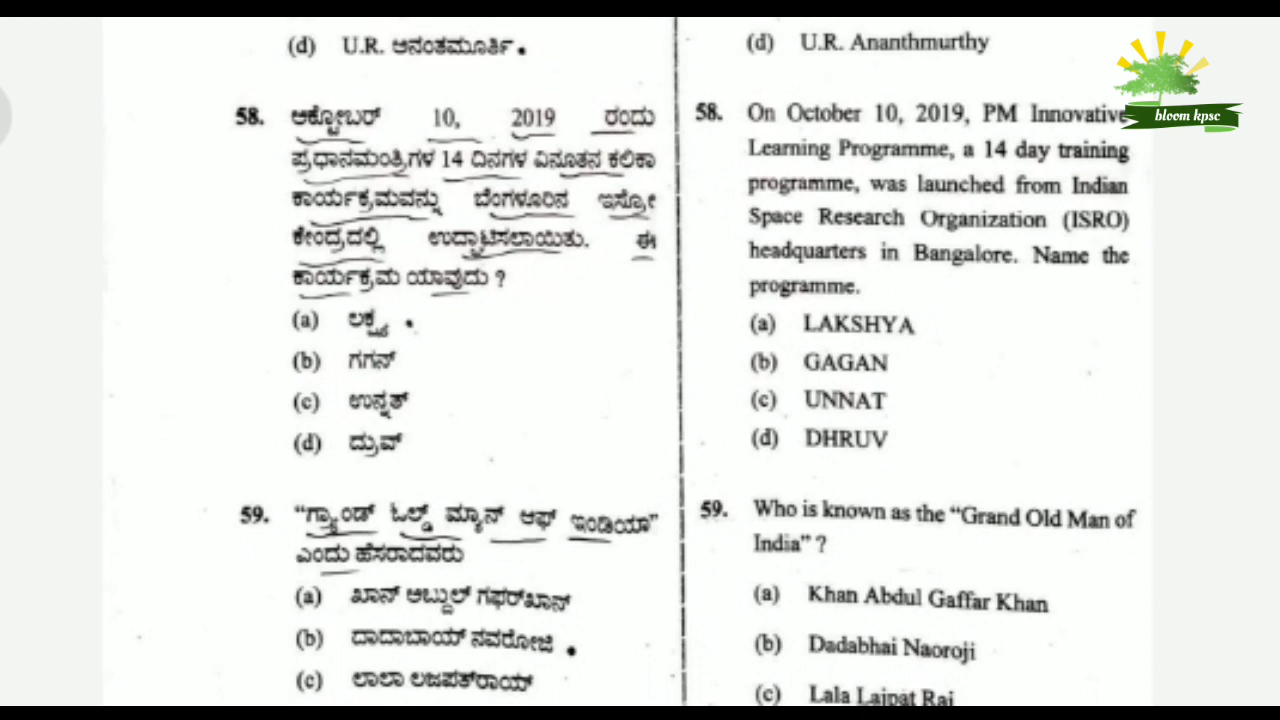 (d) U.R. ಆನಂತಮೂರ್ತಿ
58. ಆಕ್ಟೋಬರ್ 10, 2019 ರಂದು
ಪ್ರಧಾನಮಂತ್ರಿಗಳ 14 ದಿನಗಳ ವಿನೂತನ ಕಲಿಕಾ
ಕಾರ್ಯಕ್ರಮವನ್ನು ಬೆಂಗಳೂರಿನ ಇಸ್ರೋ
ಕೇಂದ್ರದಲ್ಲಿ ಉದ್ಘಾಟಿಸಲಾಯಿತು. ಈ
ಕಾರ್ಯಕ್ರಮ ಯಾವುದು ?
(a) ಲಕ್ಷ್ಯ
(b) ಗಗನ್
(c) ಉನ್ನತ್
(d) ದ್ರುವ್
59. "ಗ್ಯ್ರಾಂಡ್ ಓಲ್ಡ್ ಮ್ಯಾನ್ ಆಫ್ ಇಂಡಿಯಾ"
ಎಂದು ಹೆಸರಾದವರು
(a) ಖಾನ್ ಅಬ್ದುಲ್ ಗಫರ್‌ಖಾನ್
(b) ದಾದಾಬಾಯ್ ನವರೋಜಿ
(c) ಲಾಲಾ ಲಜಪತ್‌ರಾಯ್
(d) U.R. Ananthmurthy
58. On October 10, 2019, PM Innovative
Learning Programme, a 14 day training
programme, was launched from Indian
Space Research Organization (ISRO)
headquarters in Bangalore. Name the
programme.
(a) LAKSHYA
(b) GAGAN
(c) UNNAT
(d) DHRUV
59. Who is known as the "Grand Old Man of
India" ?
(a) Khan Abdul Gaffar Khan
(b) Dadabhai Naoroji
(c) Lala Lajpat Rai
bloom kpsc